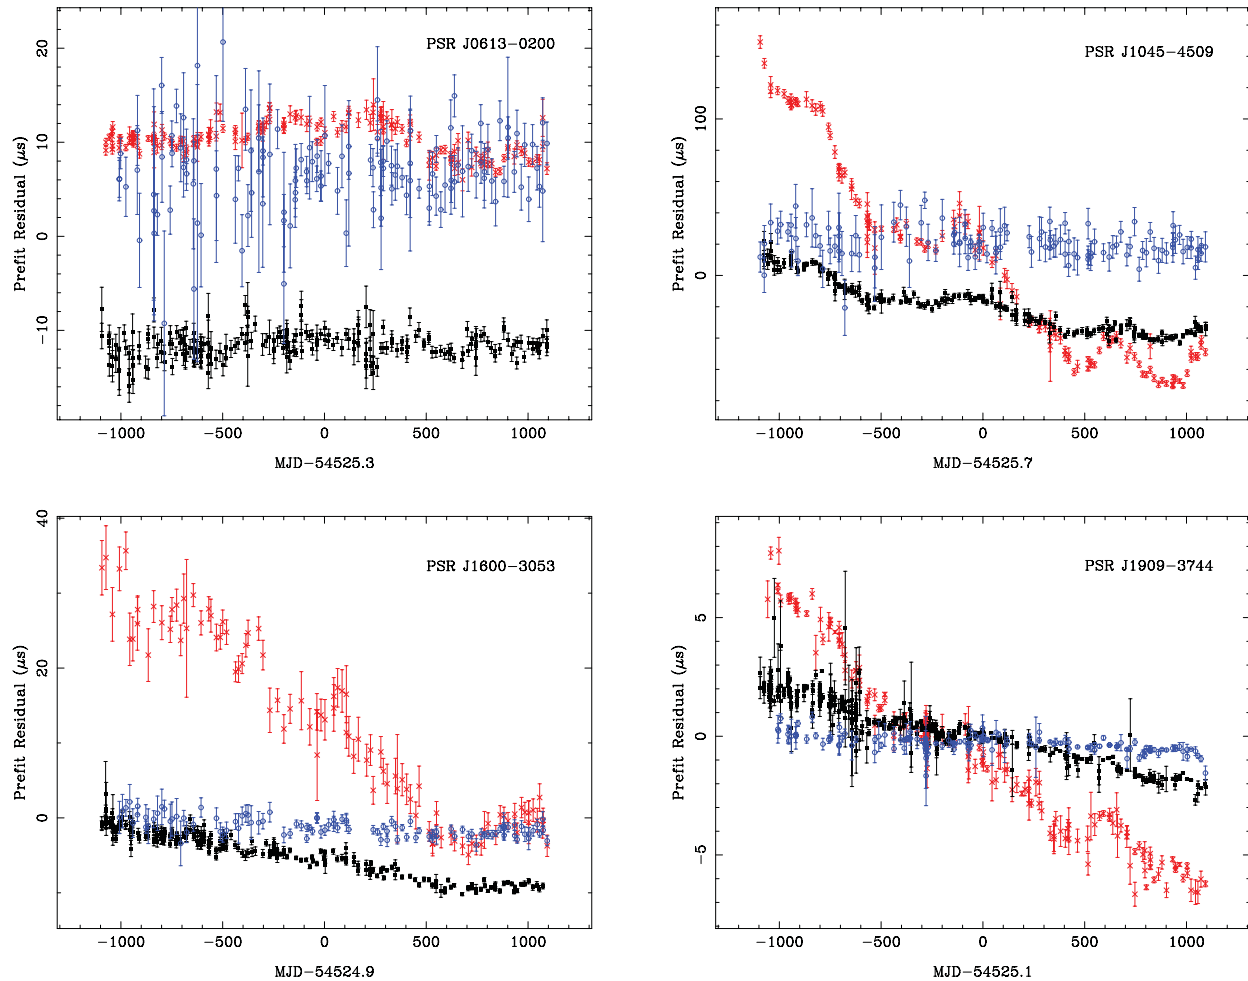 PSR J0613−0200
Prefit Residual (μs)
20
10
0
−10
−1000 −500 0 500 1000
MJD−54525.3
PSR J1045−4509
Prefit Residual (μs)
100
0
−1000 −500 0 500 1000
MJD−54525.7
PSR J1600−3053
Prefit Residual (μs)
40
20
0
−1000 −500 0 500 1000
MJD−54524.9
PSR J1909−3744
Prefit Residual (μs)
5
0
−5
−1000 −500 0 500 1000
MJD−54525.1